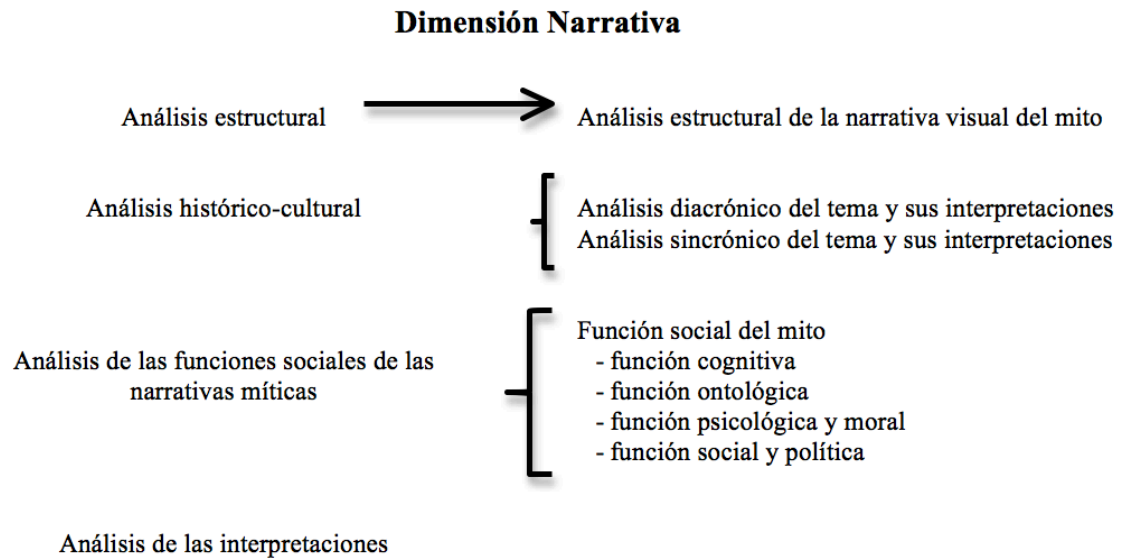 Dimensión Narrativa
Análisis estructural
Análisis estructural de la narrativa visual del mito
Análisis histórico-cultural
Análisis diacrónico del tema y sus interpretaciones
Análisis sincrónico del tema y sus interpretaciones
Análisis de las funciones sociales de las
narrativas míticas
Función social del mito
- función cognitiva
- función ontológica
- función psicológica y moral
- función social y política
Análisis de las interpretaciones